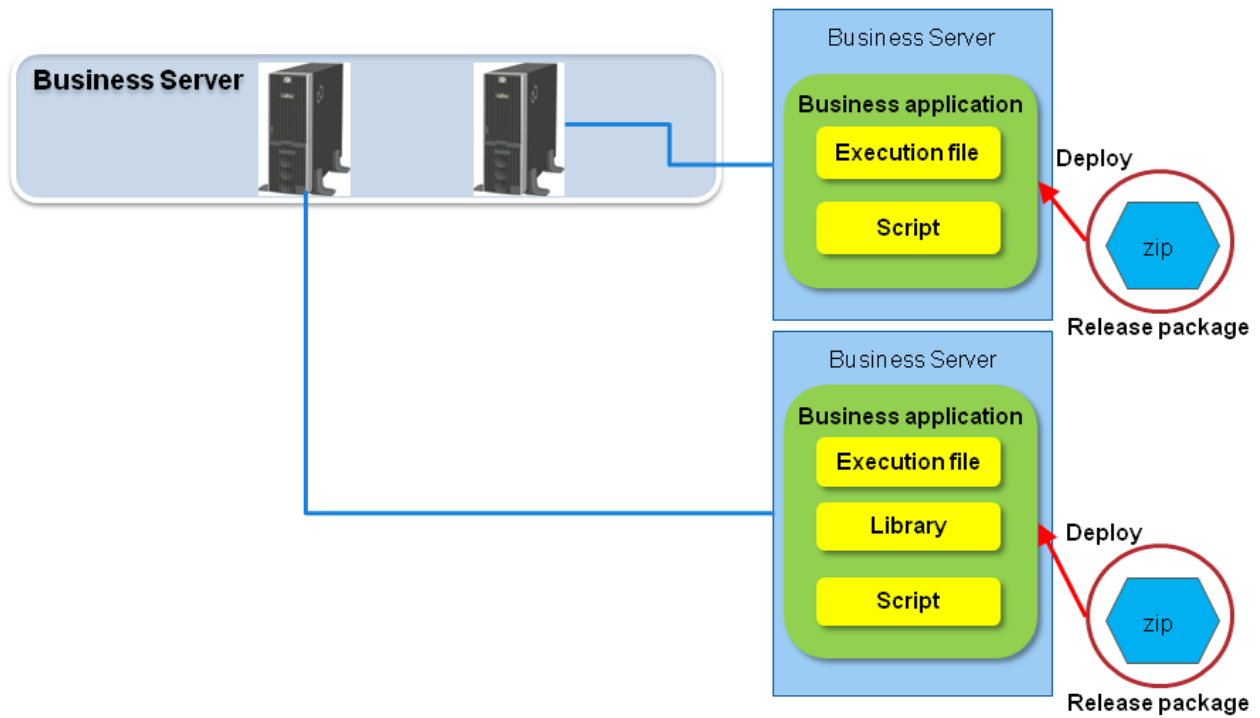 Business Server
Business Server
Business application
Execution file
Script
Deploy
zip
Release package
Business Server
Business application
Execution file
Library
Script
Deploy
zip
Release package